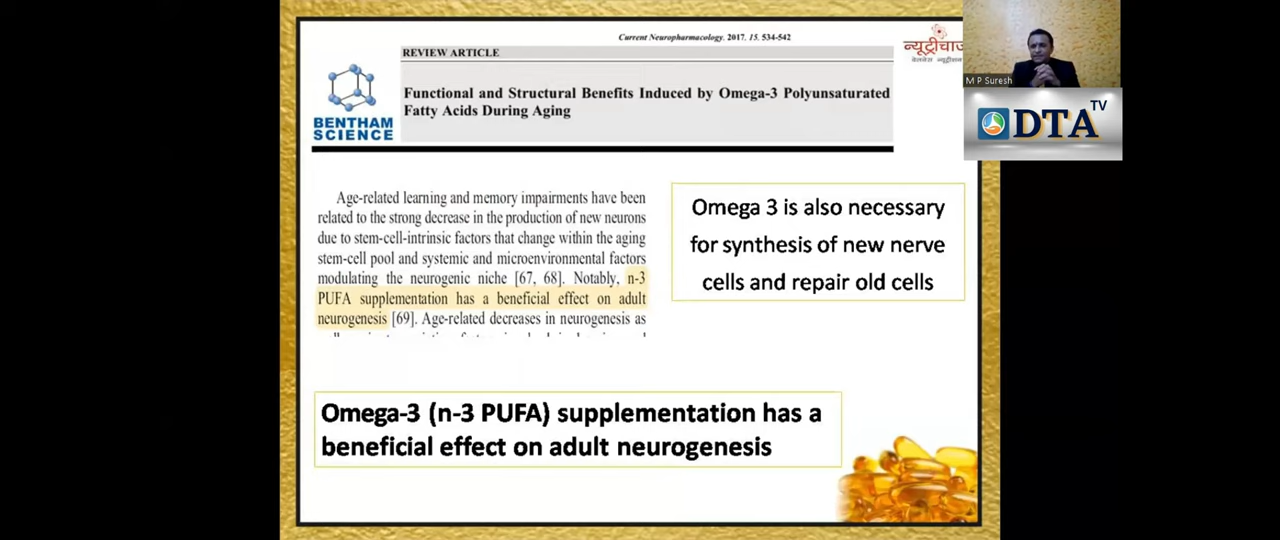 Current Neuropharmacology, 2017, 15, 534-542
REVIEW ARTICLE
BENTHAM
SCIENCE
Functional and Structural Benefits Induced by Omega-3 Polyunsaturated
Fatty Acids During Aging
न्यूट्रीचार्ज
M P Suresh
DTA TV
Age-related learning and memory impairments have been
related to the strong decrease in the production of new neurons
due to stem-cell-intrinsic factors that change within the aging
stem-cell pool and systemic and microenvironmental factors
modulating the neurogenic niche [67, 68]. Notably, n-3
PUFA supplementation has a beneficial effect on adult
neurogenesis [69]. Age-related decreases in neurogenesis as
Omega 3 is also necessary
for synthesis of new nerve
cells and repair old cells
Omega-3 (n-3 PUFA) supplementation has a
beneficial effect on adult neurogenesis